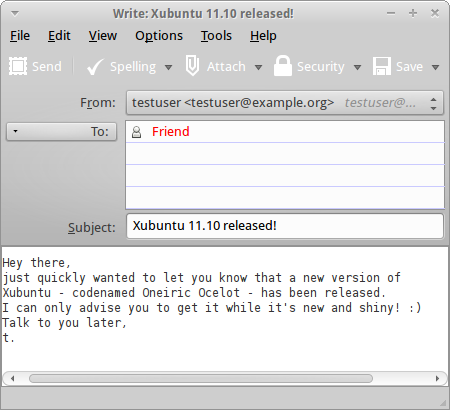 Write: Xubuntu 11.10 released!
File Edit View Options Tools Help
Send Spelling Attach Security Save
From: testuser <testuser@example.org> testuser@...
To: Friend
Subject: Xubuntu 11.10 released!
Hey there,
just quickly wanted to let you know that a new version of
Xubuntu - codenamed Oneiric Ocelot - has been released.
I can only advise you to get it while it's new and shiny! :)
Talk to you later,
t.